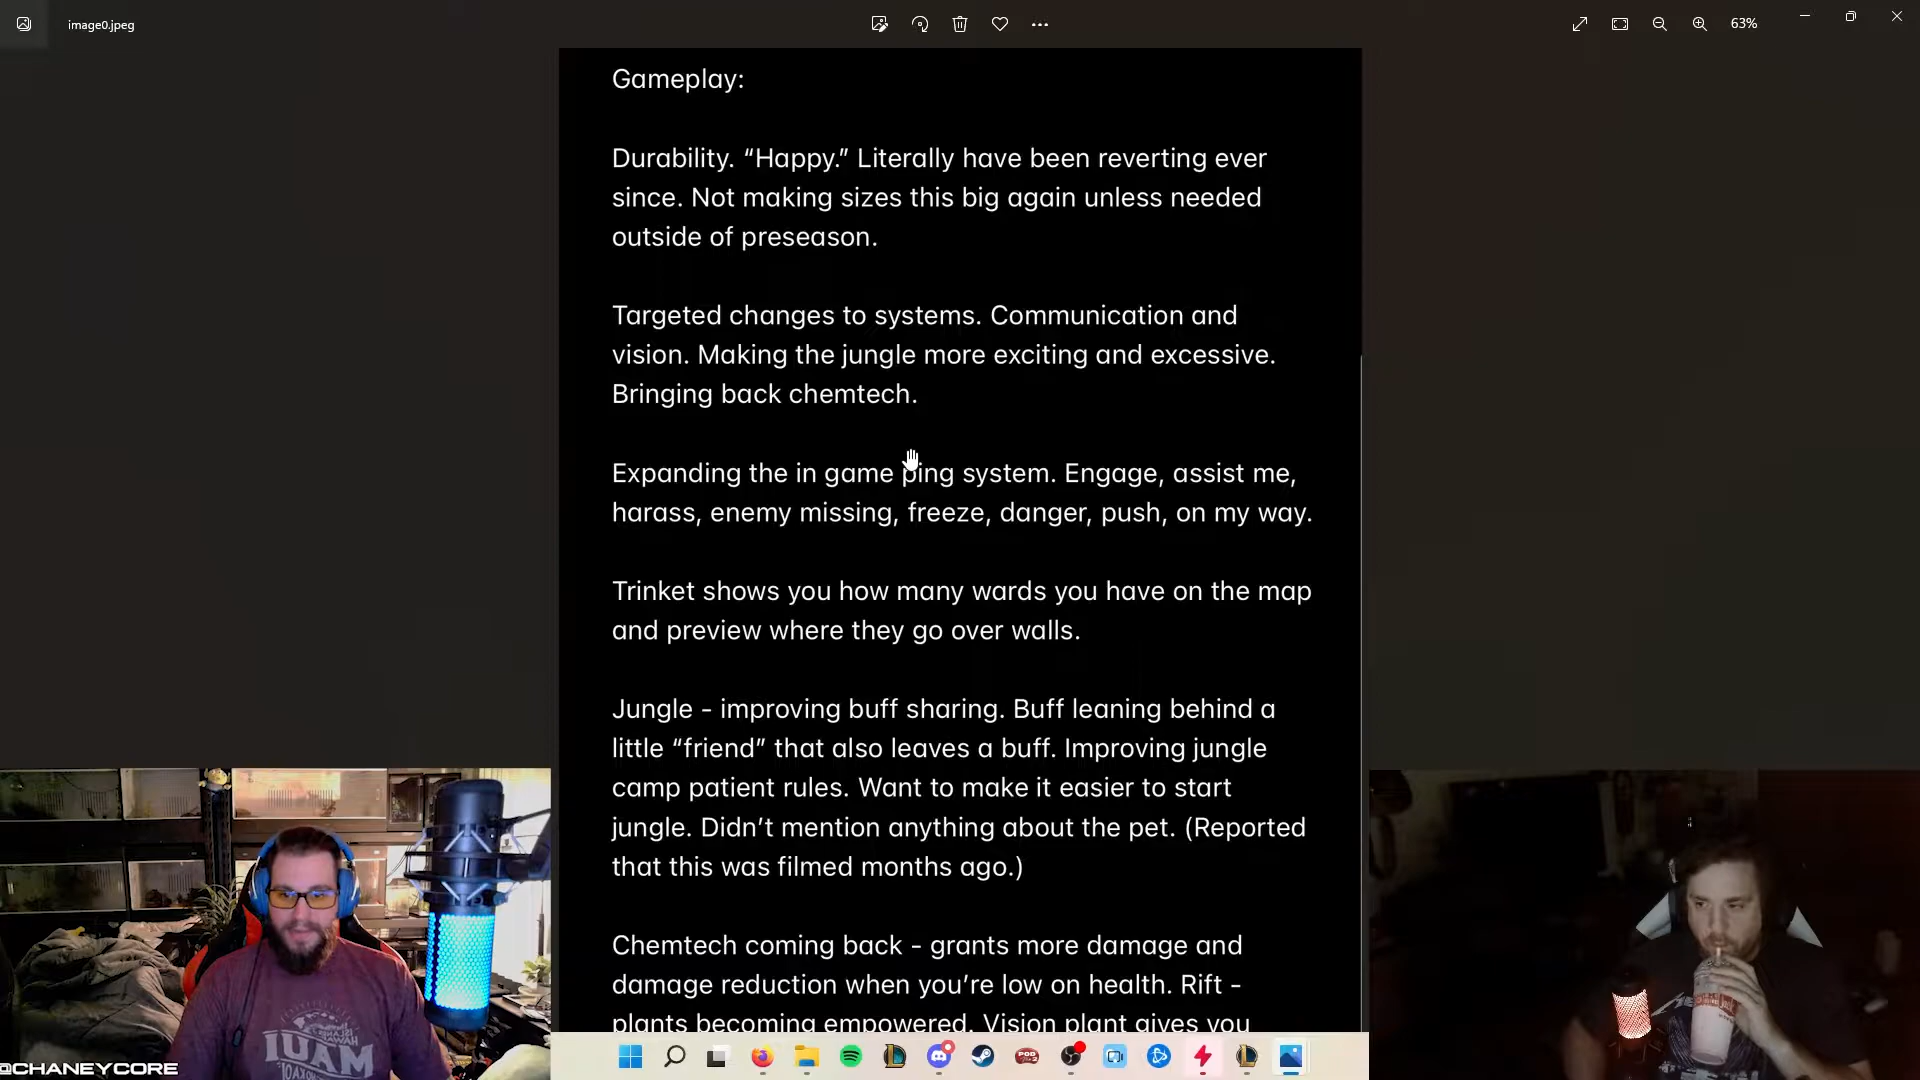 image0.jpeg
63%
Gameplay:
Durability. “Happy.” Literally have been reverting ever
since. Not making sizes this big again unless needed
outside of preseason.
Targeted changes to systems. Communication and
vision. Making the jungle more exciting and excessive.
Bringing back chemtech.
Expanding the in game ping system. Engage, assist me,
harass, enemy missing, freeze, danger, push, on my way.
Trinket shows you how many wards you have on the map
and preview where they go over walls.
Jungle - improving buff sharing. Buff leaning behind a
little “friend” that also leaves a buff. Improving jungle
camp patient rules. Want to make it easier to start
jungle. Didn’t mention anything about the pet. (Reported
that this was filmed months ago.)
Chemtech coming back - grants more damage and
damage reduction when you’re low on health. Rift -
plants becoming empowered. Vision plant gives you
MAUI
@CHANEYCORE
POD